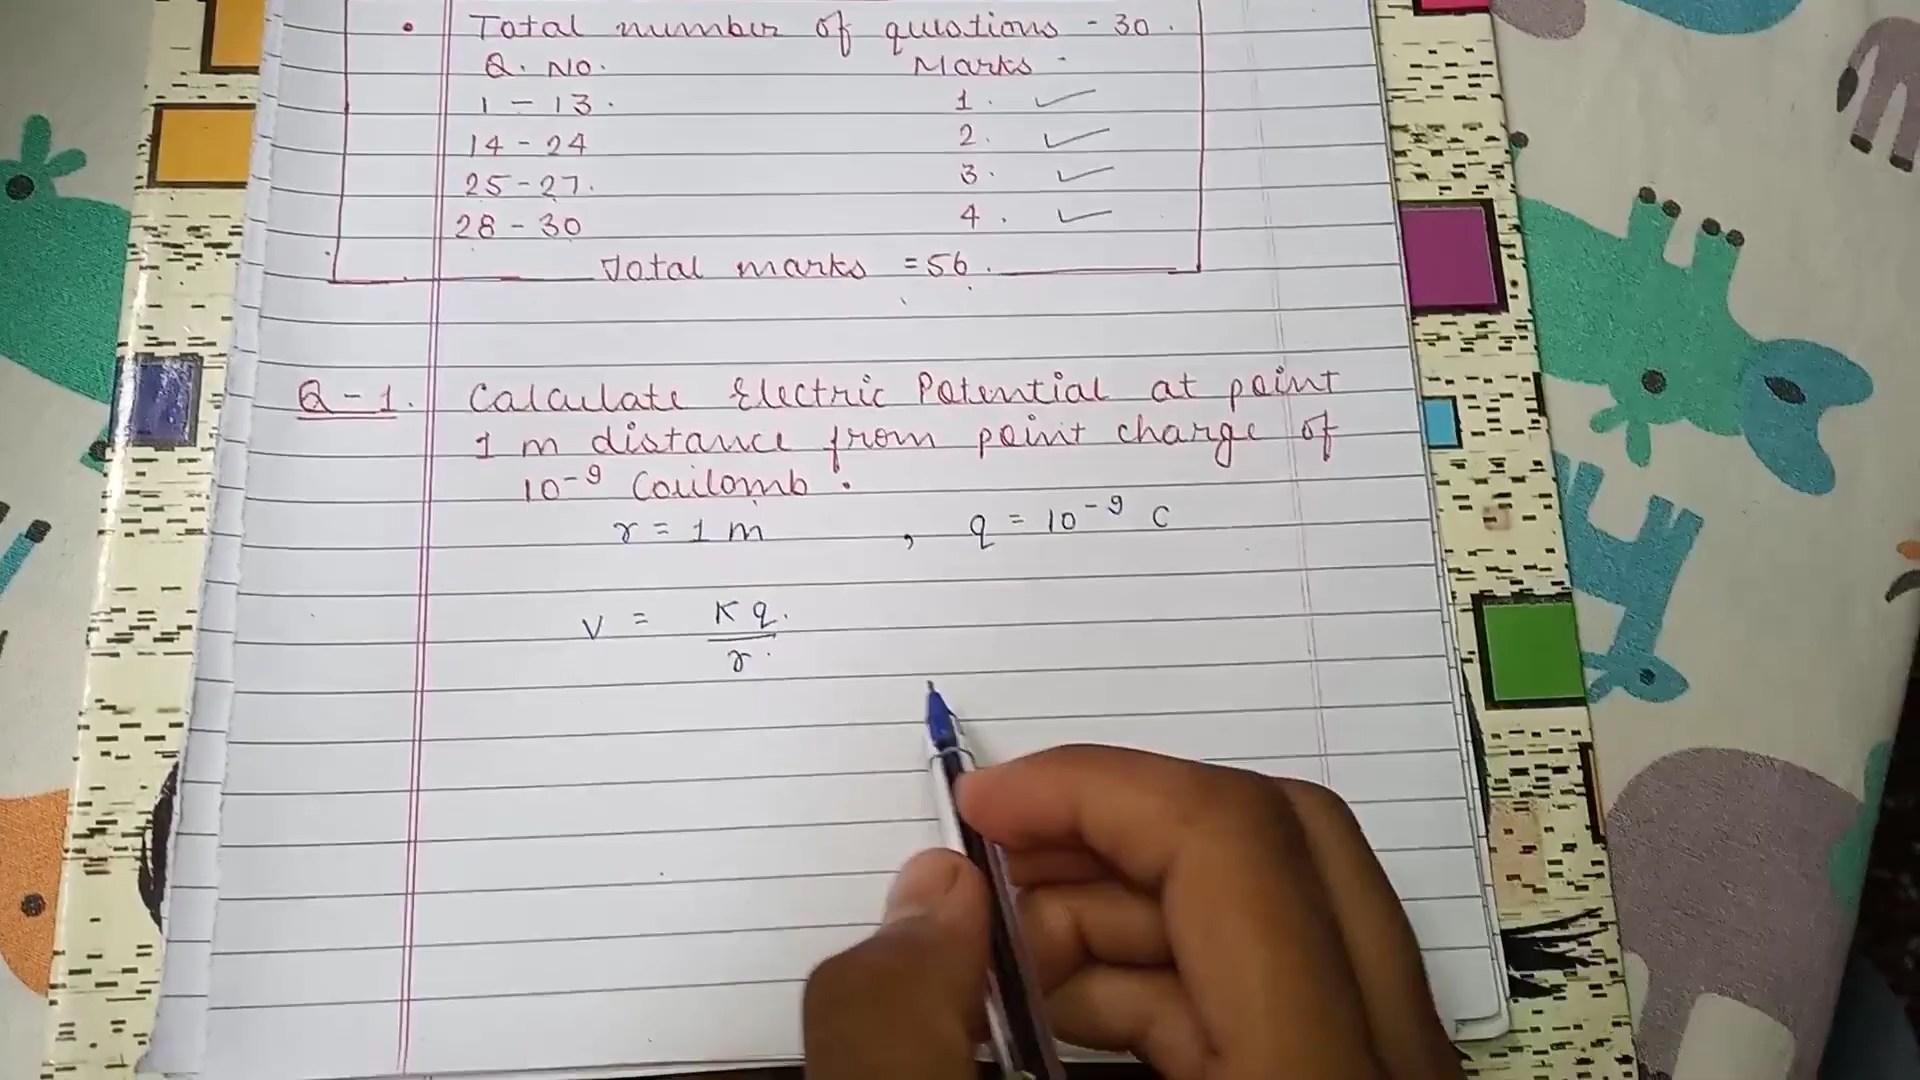 • Total number of questions - 30.
Q. No. Marks -
1 - 13. 1.
14 - 24 2.
25 - 27. 3.
28 - 30 4.
Total marks = 56.
Q - 1. Calculate Electric Potential at point
1 m distance from point charge of
10⁻⁹ Coulomb.
r = 1 m , q = 10⁻⁹ C
V = K q.
r.